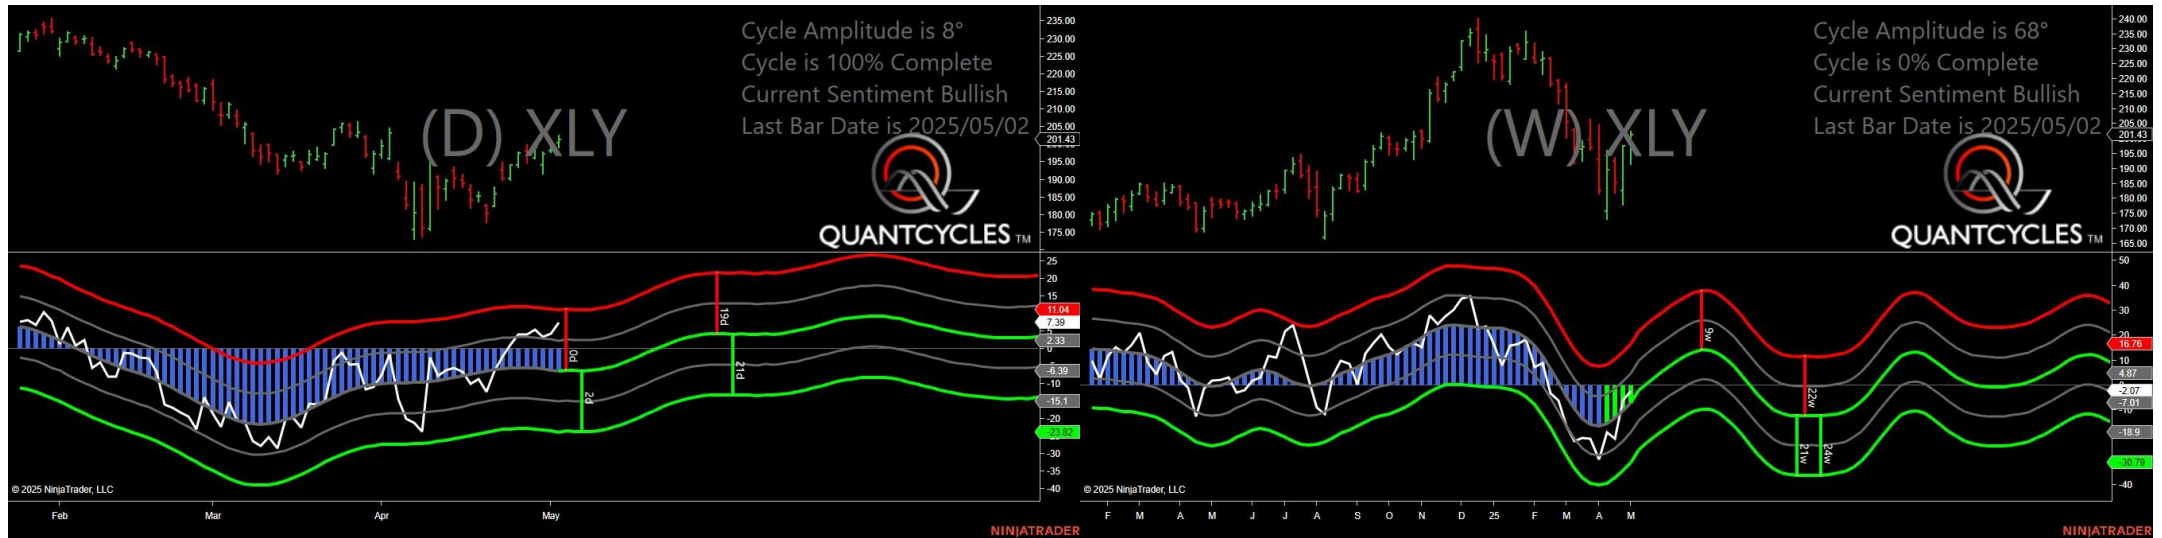 Cycle Amplitude is 8°
Cycle is 100% Complete
Current Sentiment Bullish
Last Bar Date is 2025/05/02
(D) XLY
QUANTCYCLES TM
235.00
230.00
225.00
220.00
215.00
210.00
205.00
201.43
195.00
190.00
185.00
180.00
175.00
25
20
15
11.04
7.39
2.33
0
-6.39
-10
-15.1
-20
-23.82
-30
-35
-40
0d
2d
19d
21d
© 2025 NinjaTrader, LLC
Feb Mar Apr May
NINJATRADER
Cycle Amplitude is 68°
Cycle is 0% Complete
Current Sentiment Bullish
Last Bar Date is 2025/05/02
(W) XLY
QUANTCYCLES TM
240.00
235.00
230.00
225.00
220.00
215.00
210.00
205.00
201.43
195.00
190.00
185.00
180.00
175.00
170.00
165.00
50
40
30
20
16.76
10
4.87
-2.07
-7.01
-18.9
-30.79
-40
9w
22w
21w
24w
© 2025 NinjaTrader, LLC
F M A M J J A S O N D 25 F M A M
NINJATRADER